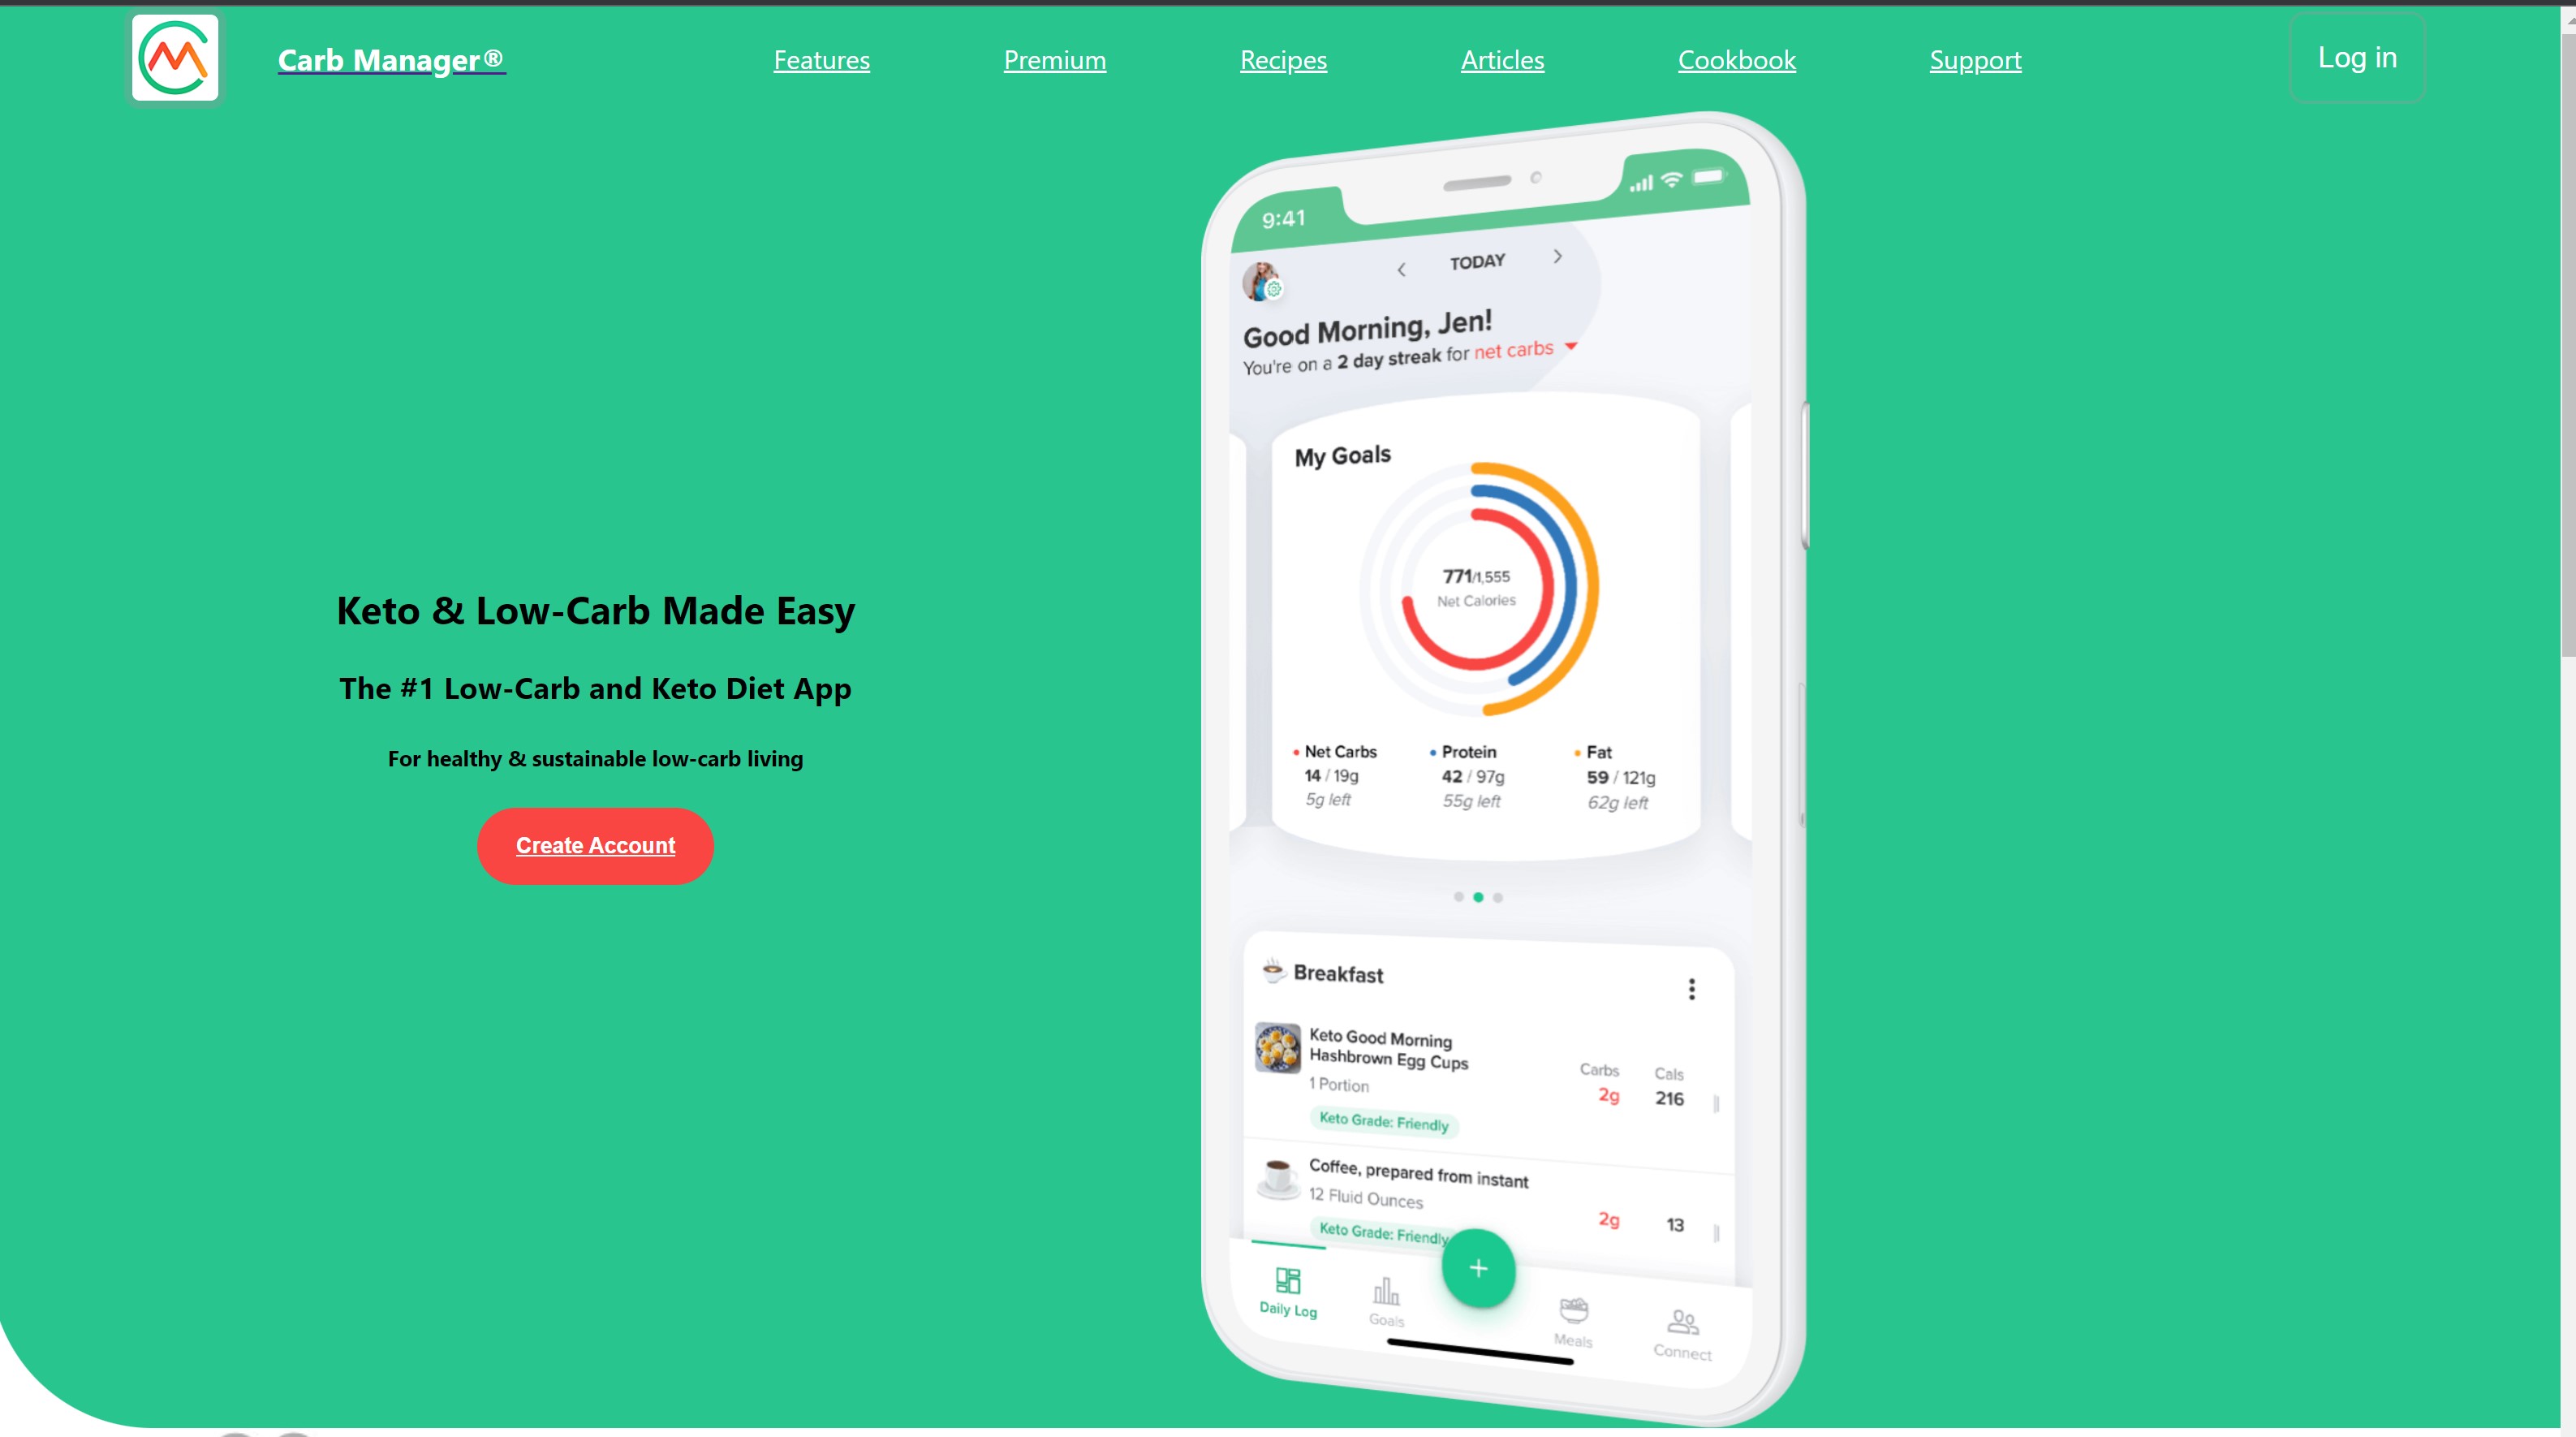 Carb Manager®
Features
Premium
Recipes
Articles
Cookbook
Support
Log in
Keto & Low-Carb Made Easy
The #1 Low-Carb and Keto Diet App
For healthy & sustainable low-carb living
Create Account
9:41
TODAY
Good Morning, Jen!
You're on a 2 day streak for net carbs
My Goals
771/1,555
Net Calories
Net Carbs
14 / 19g
5g left
Protein
42 / 97g
55g left
Fat
59 / 121g
62g left
Breakfast
Keto Good Morning
Hashbrown Egg Cups
1 Portion
Keto Grade: Friendly
Carbs
2g
Cals
216
Coffee, prepared from instant
12 Fluid Ounces
Keto Grade: Friendly
2g
13
Daily Log
Goals
+
Meals
Connect